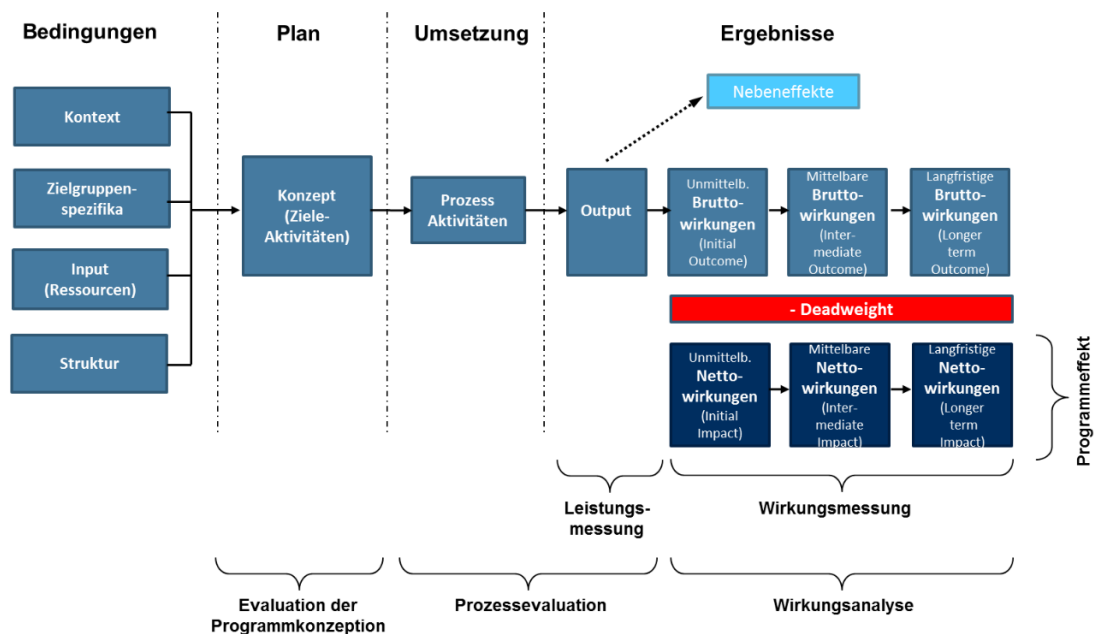 Bedingungen
Plan
Umsetzung
Ergebnisse
Nebeneffekte
Kontext
Zielgruppen-
spezifika
Input
(Ressourcen)
Struktur
Konzept
(Ziele-
Aktivitäten)
Prozess
Aktivitäten
Output
Unmittelb.
Brutto-
wirkungen
(Initial
Outcome)
Mittelbare
Brutto-
wirkungen
(Inter-
mediate
Outcome)
Langfristige
Brutto-
wirkungen
(Longer
term
Outcome)
- Deadweight
Unmittelb.
Netto-
wirkungen
(Initial
Impact)
Mittelbare
Netto-
wirkungen
(Inter-
mediate
Impact)
Langfristige
Netto-
wirkungen
(Longer
term Impact)
Programmeffekt
Leistungs-
messung
Wirkungsmessung
Evaluation der
Programmkonzeption
Prozessevaluation
Wirkungsanalyse